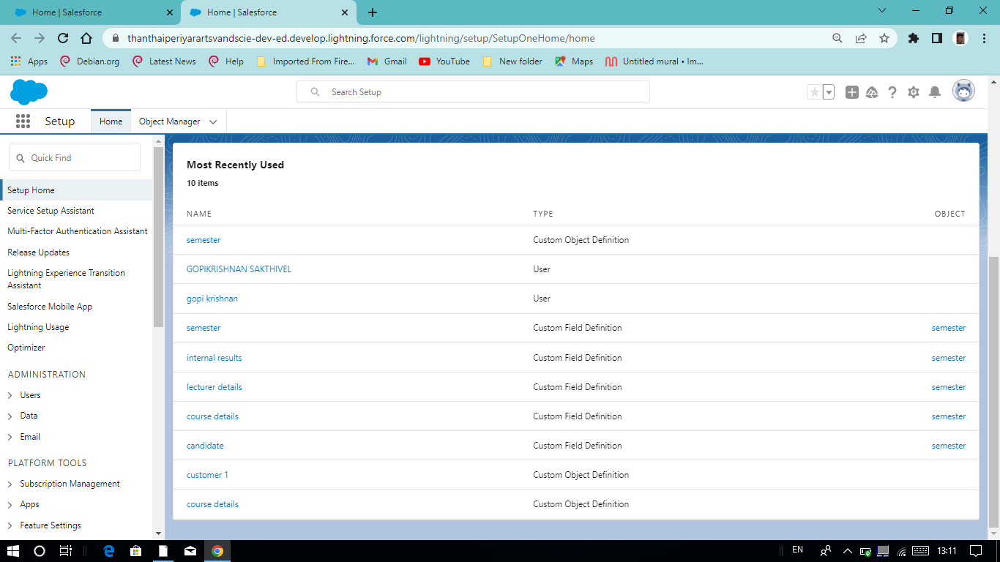 Home | Salesforce
Home | Salesforce
thanthaiperiyarartsvandscie-dev-ed.develop.lightning.force.com/lightning/setup/SetupOneHome/home
Apps Debian.org Latest News Help Imported From Fire... Gmail YouTube New folder Maps Untitled mural • Im...
Search Setup
Setup Home Object Manager
Quick Find
Setup Home
Service Setup Assistant
Multi-Factor Authentication Assistant
Release Updates
Lightning Experience Transition
Assistant
Salesforce Mobile App
Lightning Usage
Optimizer
ADMINISTRATION
Users
Data
Email
PLATFORM TOOLS
Subscription Management
Apps
Feature Settings
Most Recently Used
10 items
NAME TYPE OBJECT
semester Custom Object Definition
GOPIKRISHNAN SAKTHIVEL User
gopi krishnan User
semester Custom Field Definition semester
internal results Custom Field Definition semester
lecturer details Custom Field Definition semester
course details Custom Field Definition semester
candidate Custom Field Definition semester
customer 1 Custom Object Definition
course details Custom Object Definition
EN 13:11